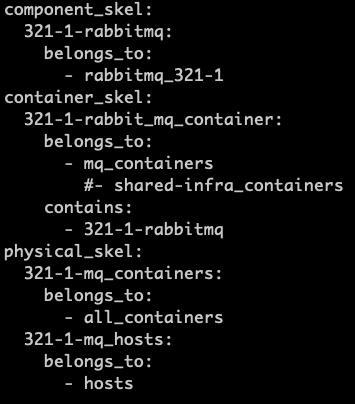 component_skel:
  321-1-rabbitmq:
    belongs_to:
      - rabbitmq_321-1
container_skel:
  321-1-rabbit_mq_container:
    belongs_to:
      - mq_containers
        #- shared-infra_containers
    contains:
      - 321-1-rabbitmq
physical_skel:
  321-1-mq_containers:
    belongs_to:
      - all_containers
  321-1-mq_hosts:
    belongs_to:
      - hosts